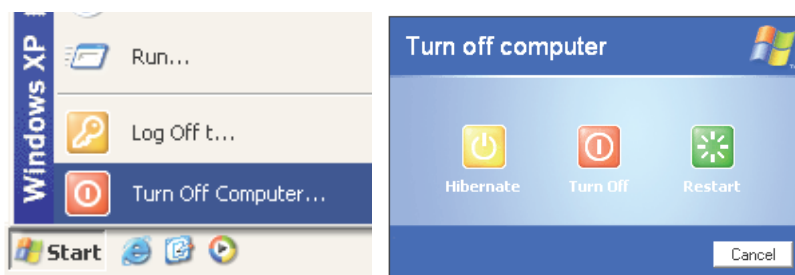 Windows XP
Run...
Log Off t...
Turn Off Computer...
Start
Turn off computer
Hibernate
Turn Off
Restart
Cancel